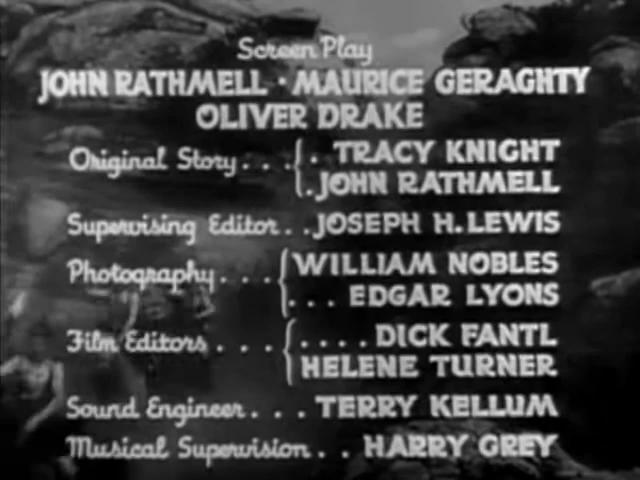 Screen Play
JOHN RATHMELL · MAURICE GERAGHTY
OLIVER DRAKE
Original Story . . . { . TRACY KNIGHT
. JOHN RATHMELL
Supervising Editor . . JOSEPH H. LEWIS
Photography . . . { WILLIAM NOBLES
. . . EDGAR LYONS
Film Editors . . . { . . . . DICK FANTL
HELENE TURNER
Sound Engineer . . . TERRY KELLUM
Musical Supervision . . HARRY GREY